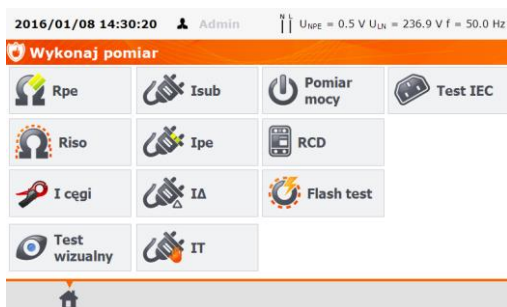 2016/01/08 14:30:20 Admin N L UNPE = 0.5 V ULN = 236.9 V f = 50.0 Hz
Wykonaj pomiar
Rpe Isub Pomiar mocy Test IEC
Riso Ipe RCD
I cęgi IΔ Flash test
Test wizualny IT